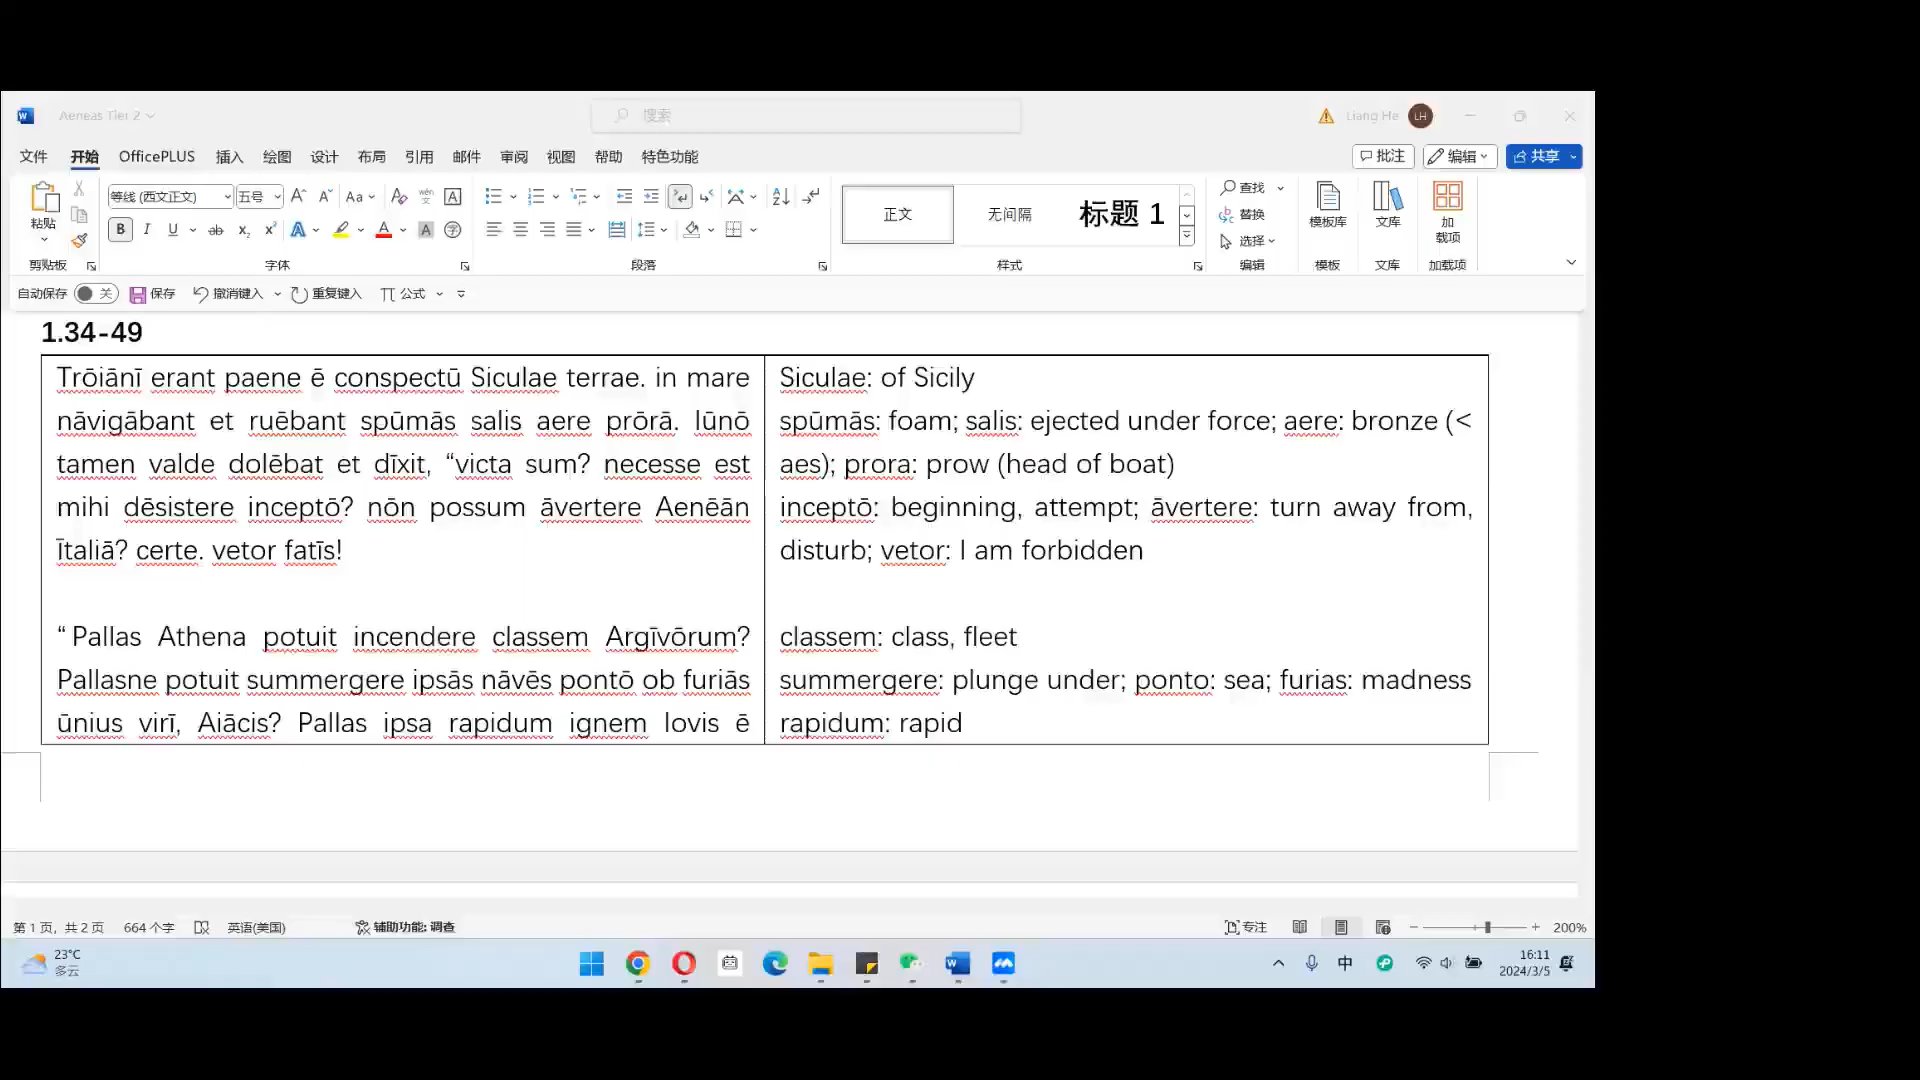 Aeneas Tier 2
搜索
Liang He
LH
文件 开始 OfficePLUS 插入 绘图 设计 布局 引用 邮件 审阅 视图 帮助 特色功能
批注 编辑 共享
粘贴
等线 (西文正文) 五号
正文
无间隔
标题 1
查找
替换
选择
模板库
文库
加
载项
剪贴板 字体 段落 样式 编辑 模板 文库 加载项
自动保存 关 保存 撤消键入 重复键入 公式
1.34-49
Trōiānī erant paene ē conspectū Siculae terrae. in mare
nāvigābant et ruēbant spūmās salis aere prōrā. Iūnō
tamen valde dolēbat et dīxit, “victa sum? necesse est
mihi dēsistere inceptō? nōn possum āvertere Aenēān
Ītaliā? certe. vetor fatīs!
“ Pallas Athena potuit incendere classem Argīvōrum?
Pallasne potuit summergere ipsās nāvēs pontō ob furiās
ūnius virī, Aiācis? Pallas ipsa rapidum ignem Iovis ē
Siculae: of Sicily
spūmās: foam; salis: ejected under force; aere: bronze (<
aes); prora: prow (head of boat)
inceptō: beginning, attempt; āvertere: turn away from,
disturb; vetor: I am forbidden
classem: class, fleet
summergere: plunge under; ponto: sea; furias: madness
rapidum: rapid
第 1 页，共 2 页 664 个字 英语(美国) 辅助功能: 调查
专注 200%
23°C
多云
中
16:11
2024/3/5